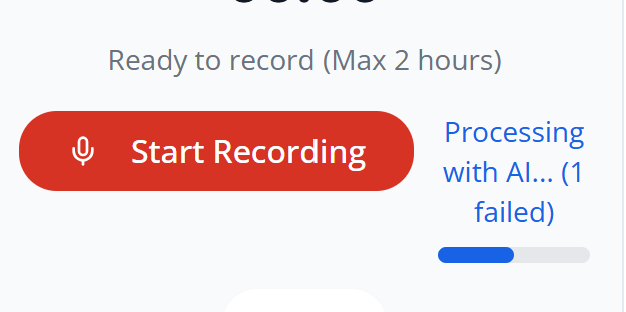 Ready to record (Max 2 hours)
Start Recording
Processing
with AI... (1
failed)